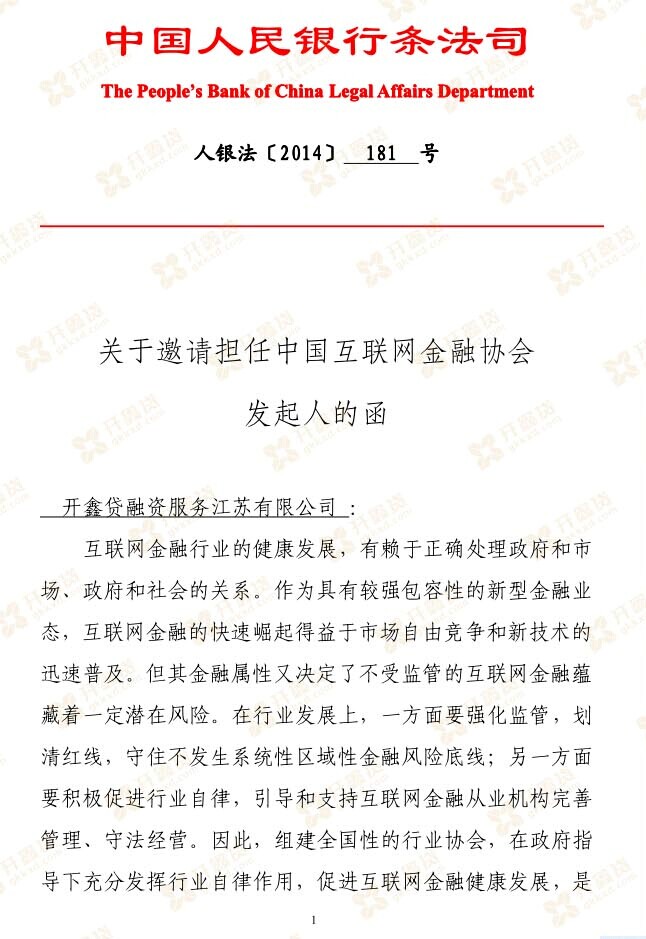 中国人民银行条法司
The People's Bank of China Legal Affairs Department
人银法〔2014〕 181 号
关于邀请担任中国互联网金融协会
发起人的函
开鑫贷融资服务江苏有限公司：
互联网金融行业的健康发展，有赖于正确处理政府和市
场、政府和社会的关系。作为具有较强包容性的新型金融业
态，互联网金融的快速崛起得益于市场自由竞争和新技术的
迅速普及。但其金融属性又决定了不受监管的互联网金融蕴
藏着一定潜在风险。在行业发展上，一方面要强化监管，划
清红线，守住不发生系统性区域性金融风险底线；另一方面
要积极促进行业自律，引导和支持互联网金融从业机构完善
管理、守法经营。因此，组建全国性的行业协会，在政府指
导下充分发挥行业自律作用，促进互联网金融健康发展，是
1
开鑫贷
gkkxd.com